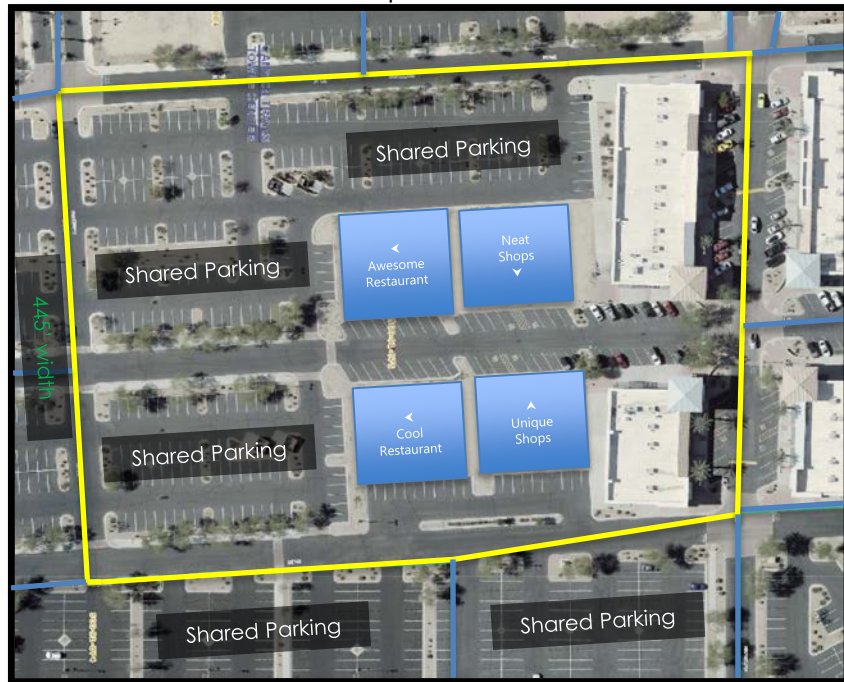 Shared Parking
Neat
Shops
Awesome
Restaurant
Shared Parking
445' width
Cool
Restaurant
Unique
Shops
Shared Parking
Shared Parking
Shared Parking